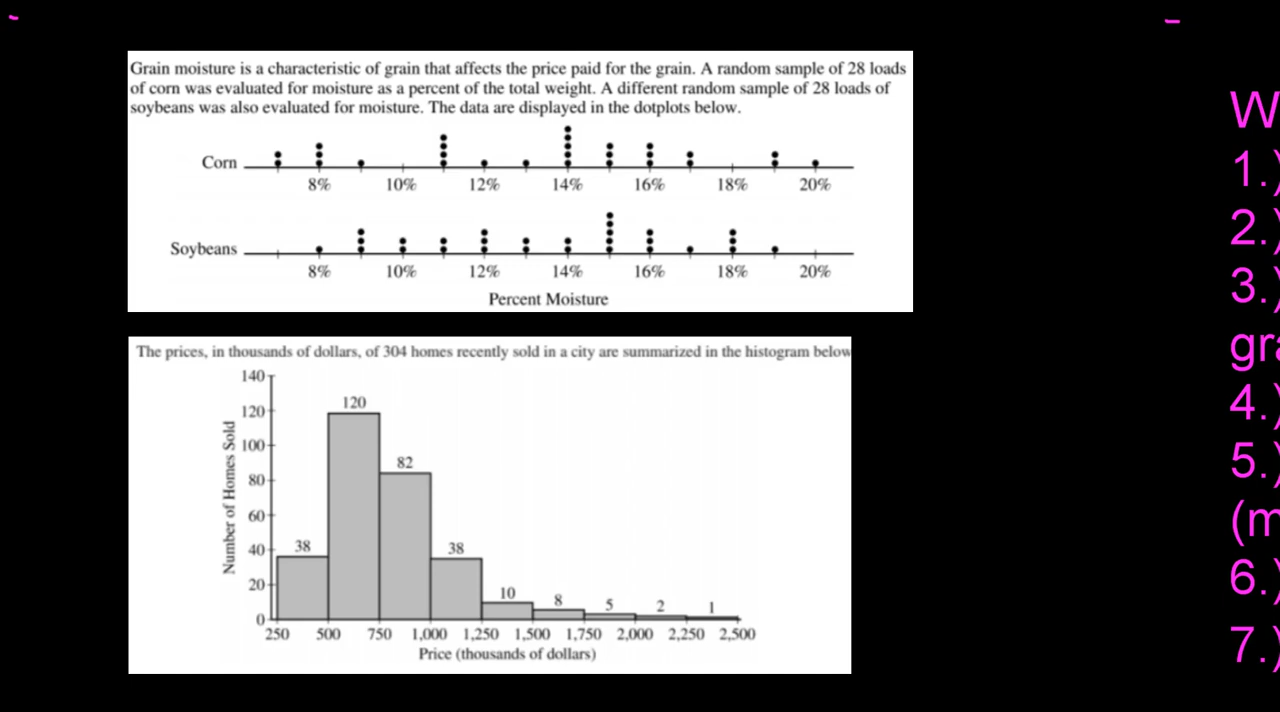 Grain moisture is a characteristic of grain that affects the price paid for the grain. A random sample of 28 loads
of corn was evaluated for moisture as a percent of the total weight. A different random sample of 28 loads of
soybeans was also evaluated for moisture. The data are displayed in the dotplots below.
Corn
8% 10% 12% 14% 16% 18% 20%
Soybeans
8% 10% 12% 14% 16% 18% 20%
Percent Moisture
The prices, in thousands of dollars, of 304 homes recently sold in a city are summarized in the histogram below
Number of Homes Sold
140
120
100
80
60
40
20
0
38 120 82 38 10 8 5 2 1
250 500 750 1,000 1,250 1,500 1,750 2,000 2,250 2,500
Price (thousands of dollars)
W
1.)
2.)
3.)
gra
4.)
5.)
(m
6.)
7.)